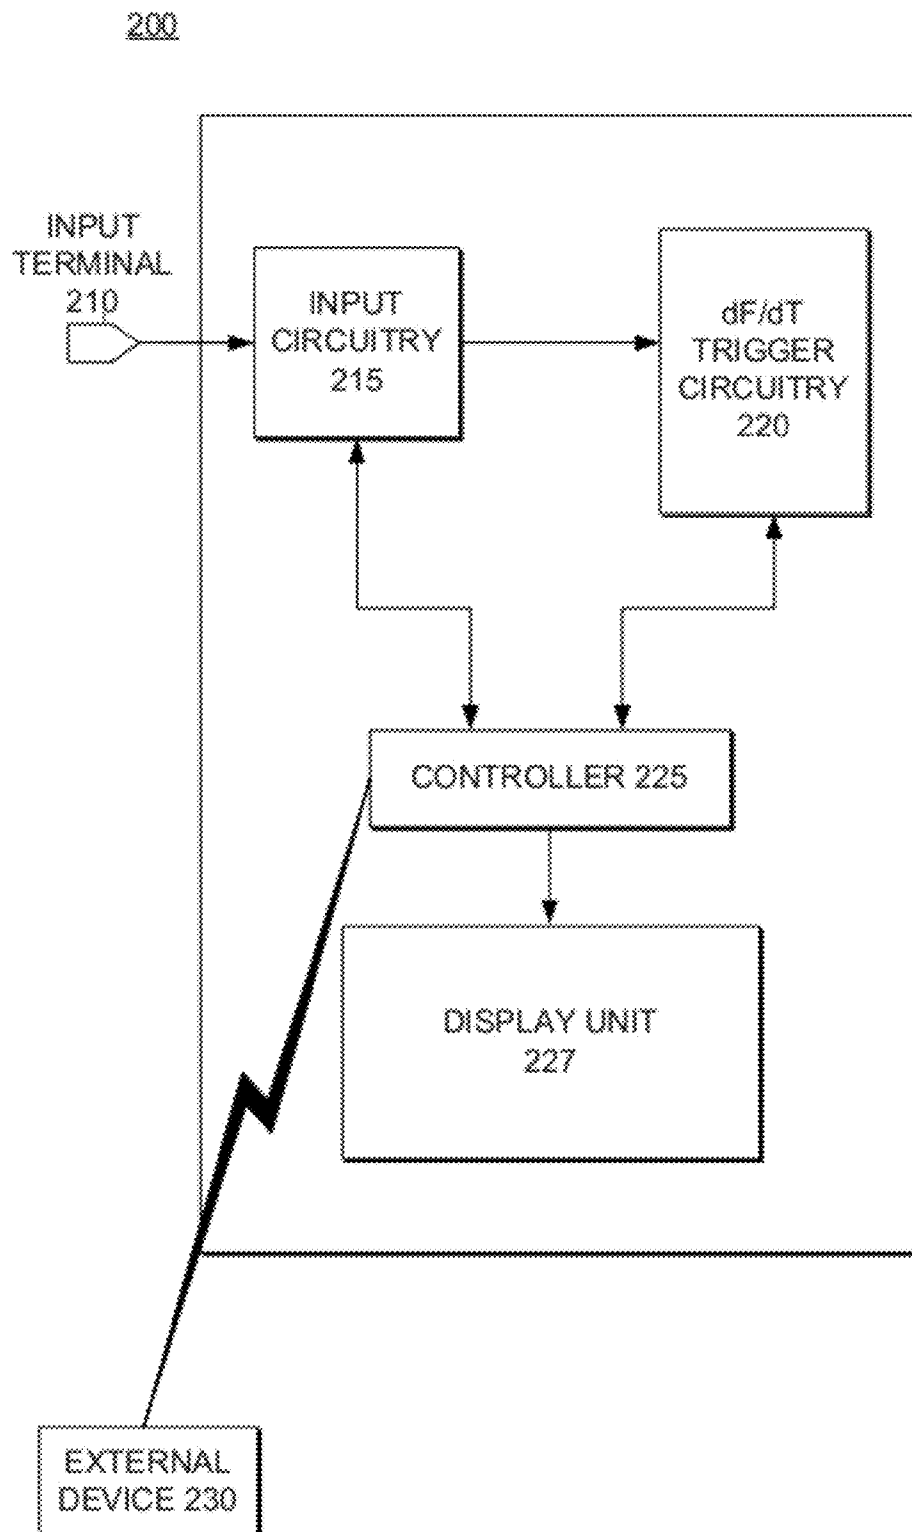 200
INPUT
TERMINAL
210
INPUT
CIRCUITRY
215
dF/dT
TRIGGER
CIRCUITRY
220
CONTROLLER 225
DISPLAY UNIT
227
EXTERNAL
DEVICE 230